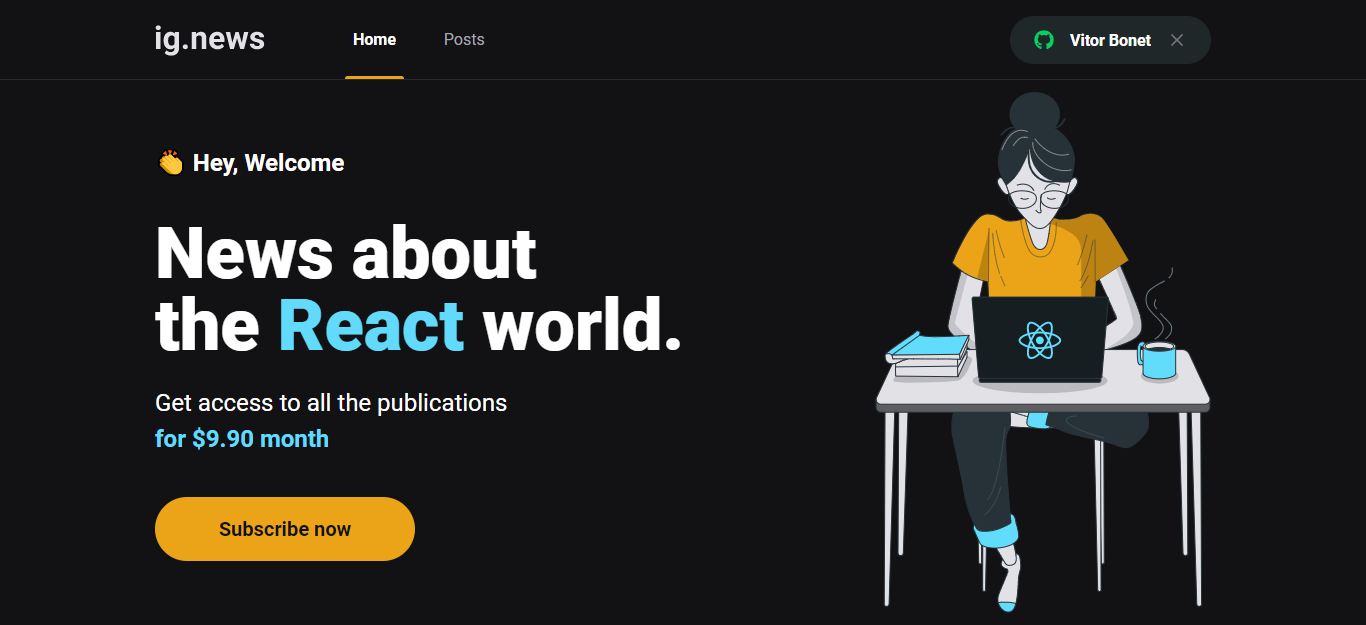 ig.news
Home
Posts
Vitor Bonet
👏 Hey, Welcome
News about
the React world.
Get access to all the publications
for $9.90 month
Subscribe now